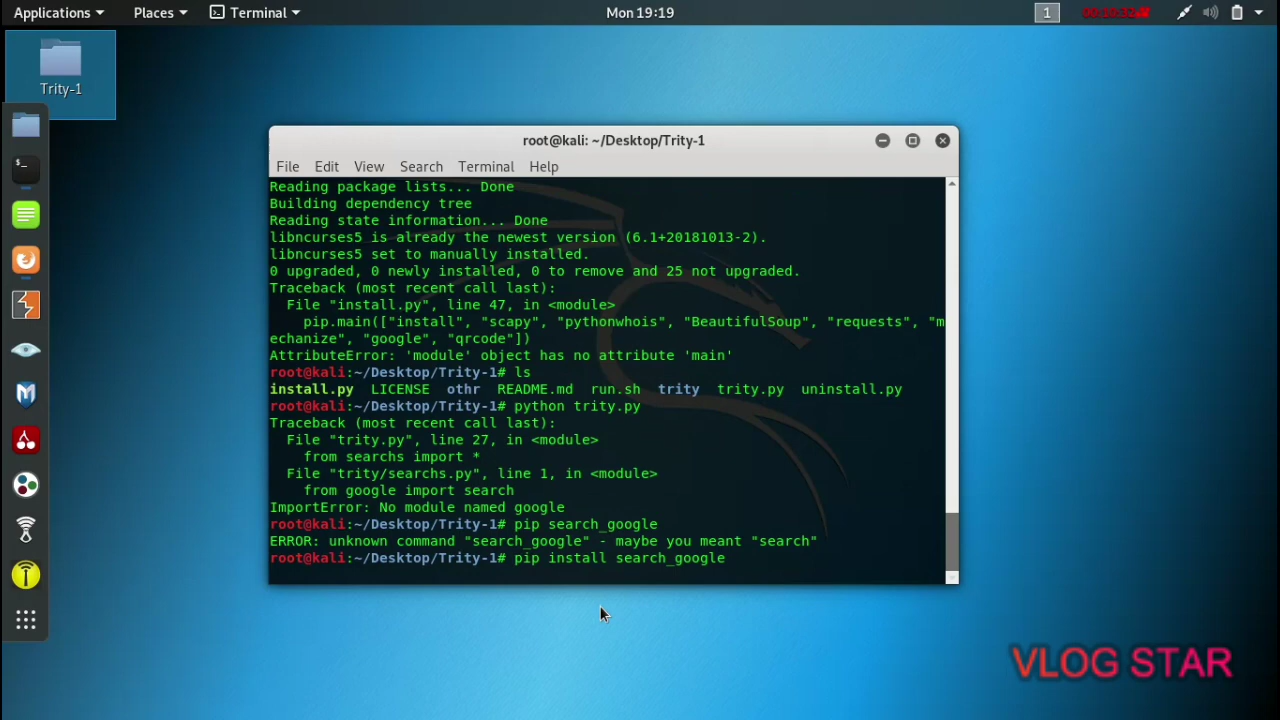 Applications Places Terminal Mon 19:19 1
Trity-1
root@kali: ~/Desktop/Trity-1
File Edit View Search Terminal Help
Reading package lists... Done
Building dependency tree
Reading state information... Done
libncurses5 is already the newest version (6.1+20181013-2).
libncurses5 set to manually installed.
0 upgraded, 0 newly installed, 0 to remove and 25 not upgraded.
Traceback (most recent call last):
  File "install.py", line 47, in <module>
    pip.main(["install", "scapy", "pythonwhois", "BeautifulSoup", "requests", "m
echanize", "google", "qrcode"])
AttributeError: 'module' object has no attribute 'main'
root@kali:~/Desktop/Trity-1# ls
install.py  LICENSE  othr  README.md  run.sh  trity  trity.py  uninstall.py
root@kali:~/Desktop/Trity-1# python trity.py
Traceback (most recent call last):
  File "trity.py", line 27, in <module>
    from searchs import *
  File "trity/searchs.py", line 1, in <module>
    from google import search
ImportError: No module named google
root@kali:~/Desktop/Trity-1# pip search_google
ERROR: unknown command "search_google" - maybe you meant "search"
root@kali:~/Desktop/Trity-1# pip install search_google
VLOG STAR